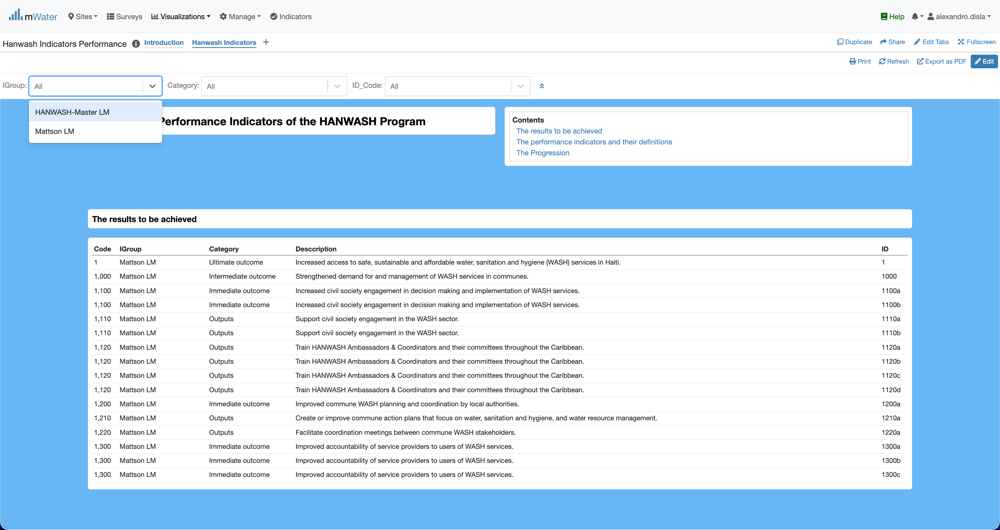 mWater Sites Surveys Visualizations Manage Indicators Help alexandro.disla
Hanwash Indicators Performance Introduction Hanwash Indicators Duplicate Share Edit Tabs Fullscreen
Print Refresh Export as PDF Edit
IGroup: All Category: All ID_Code: All
HANWASH-Master LM
Mattson LM
Performance Indicators of the HANWASH Program
Contents
The results to be achieved
The performance indicators and their definitions
The Progression
The results to be achieved
Code IGroup Category Desccription ID
1 Mattson LM Ultimate outcome Increased access to safe, sustainable and affordable water, sanitation and hygiene (WASH) services in Haiti. 1
1,000 Mattson LM Intermediate outcome Strengthened demand for and management of WASH services in communes. 1000
1,100 Mattson LM Immediate outcome Increased civil society engagement in decision making and implementation of WASH services. 1100a
1,100 Mattson LM Immediate outcome Increased civil society engagement in decision making and implementation of WASH services. 1100b
1,110 Mattson LM Outputs Support civil society engagement in the WASH sector. 1110a
1,110 Mattson LM Outputs Support civil society engagement in the WASH sector. 1110b
1,120 Mattson LM Outputs Train HANWASH Ambassadors & Coordinators and their committees throughout the Caribbean. 1120a
1,120 Mattson LM Outputs Train HANWASH Ambassadors & Coordinators and their committees throughout the Caribbean. 1120b
1,120 Mattson LM Outputs Train HANWASH Ambassadors & Coordinators and their committees throughout the Caribbean. 1120c
1,120 Mattson LM Outputs Train HANWASH Ambassadors & Coordinators and their committees throughout the Caribbean. 1120d
1,200 Mattson LM Immediate outcome Improved commune WASH planning and coordination by local authorities. 1200a
1,210 Mattson LM Outputs Create or improve commune action plans that focus on water, sanitation and hygiene, and water resource management. 1210a
1,220 Mattson LM Outputs Facilitate coordination meetings between commune WASH stakeholders. 1220a
1,300 Mattson LM Immediate outcome Improved accountability of service providers to users of WASH services. 1300a
1,300 Mattson LM Immediate outcome Improved accountability of service providers to users of WASH services. 1300b
1,300 Mattson LM Immediate outcome Improved accountability of service providers to users of WASH services. 1300c